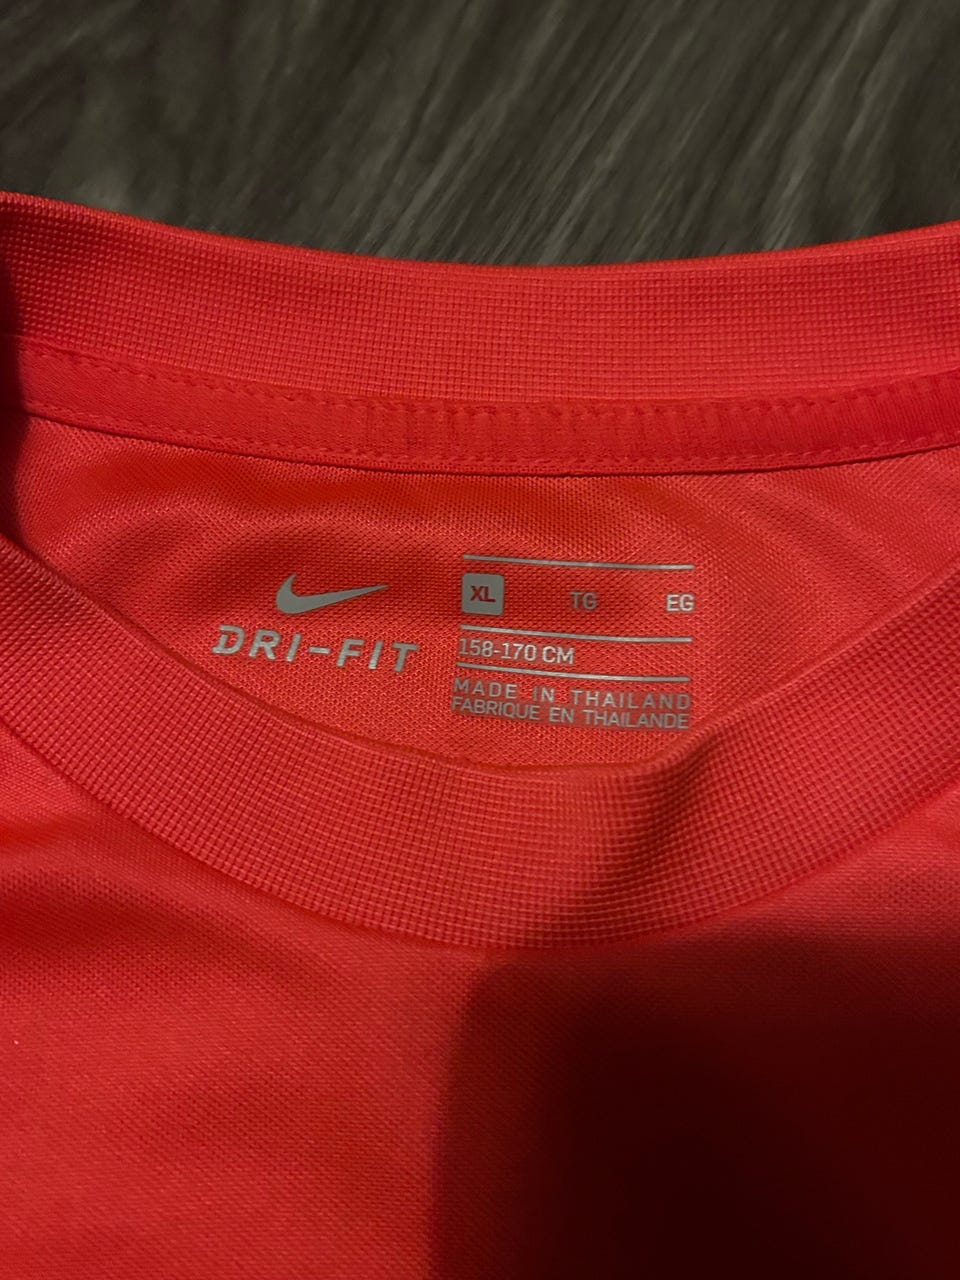 DRI-FIT
XL TG EG
158-170 CM
MADE IN THAILAND
FABRIQUE EN THAILANDE